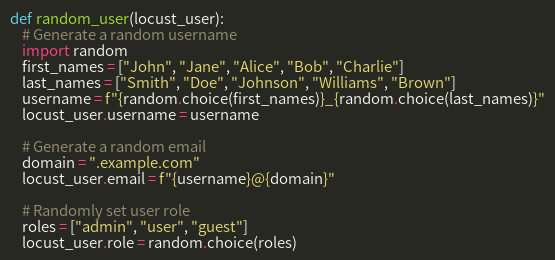 def random_user(locust_user):
    # Generate a random username
    import random
    first_names = ["John", "Jane", "Alice", "Bob", "Charlie"]
    last_names = ["Smith", "Doe", "Johnson", "Williams", "Brown"]
    username = f"{random.choice(first_names)}_{random.choice(last_names)}"
    locust_user.username = username

    # Generate a random email
    domain = ".example.com"
    locust_user.email = f"{username}@{domain}"

    # Randomly set user role
    roles = ["admin", "user", "guest"]
    locust_user.role = random.choice(roles)